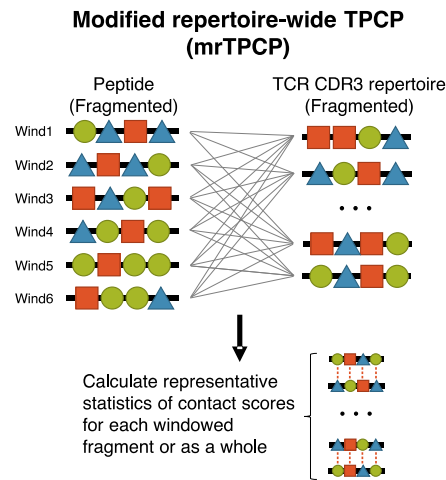 Modified repertoire-wide TPCP
(mrTPCP)
Peptide
(Fragmented)
TCR CDR3 repertoire
(Fragmented)
Wind1
Wind2
Wind3
Wind4
Wind5
Wind6
Calculate representative
statistics of contact scores
for each windowed
fragment or as a whole